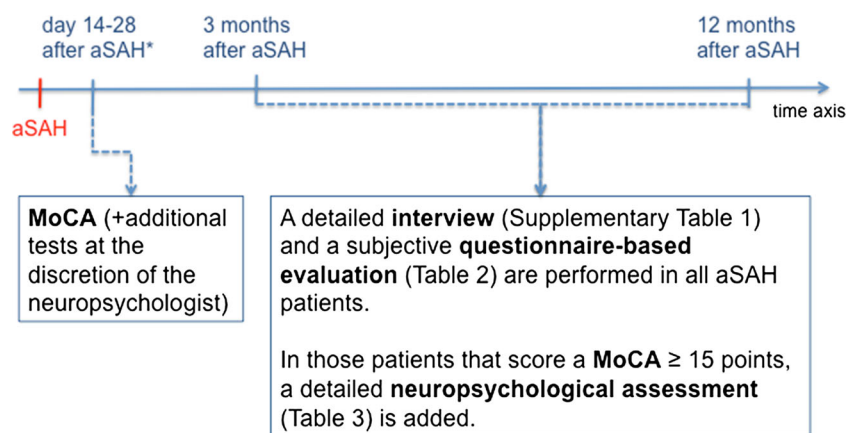 day 14-28
after aSAH*
3 months
after aSAH
12 months
after aSAH
time axis
aSAH
MoCA (+additional
tests at the
discretion of the
neuropsychologist)
A detailed interview (Supplementary Table 1)
and a subjective questionnaire-based
evaluation (Table 2) are performed in all aSAH
patients.
In those patients that score a MoCA ≥ 15 points,
a detailed neuropsychological assessment
(Table 3) is added.